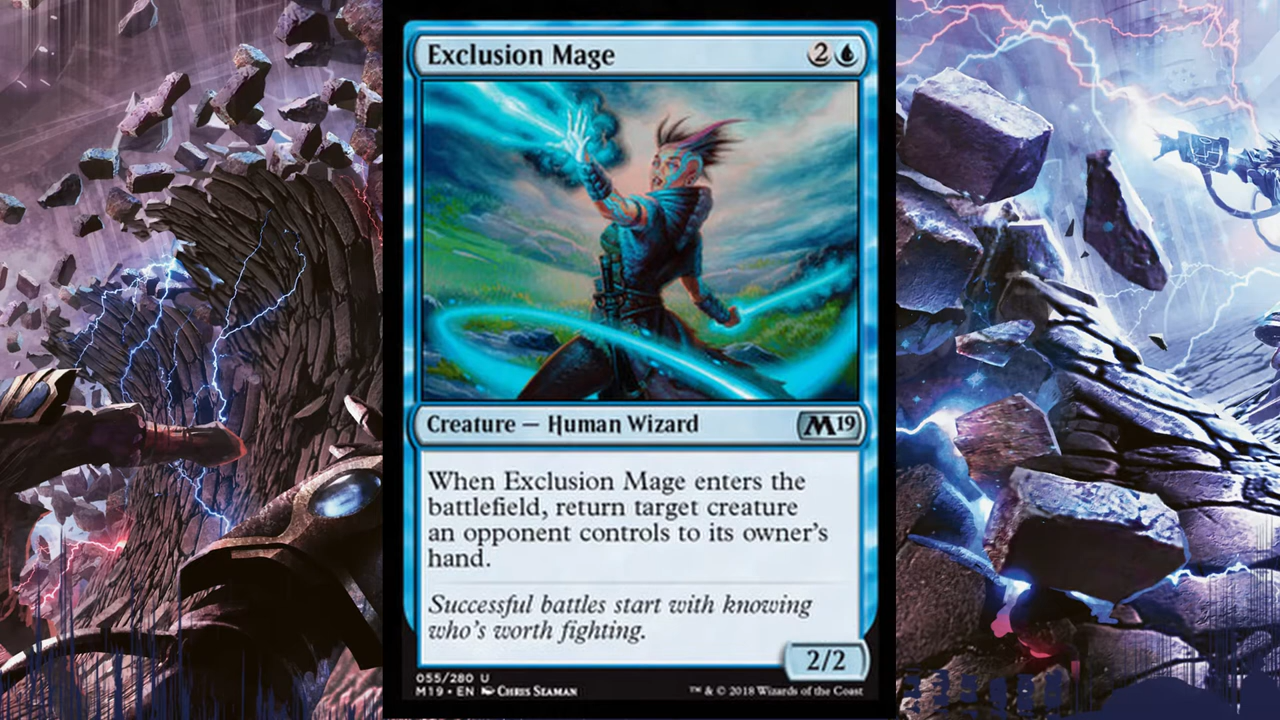 Exclusion Mage 2
Creature — Human Wizard M19
When Exclusion Mage enters the
battlefield, return target creature
an opponent controls to its owner's
hand.
Successful battles start with knowing
who's worth fighting.
2/2
055/280 U
M19 • EN Chris Seaman ™ & © 2018 Wizards of the Coast